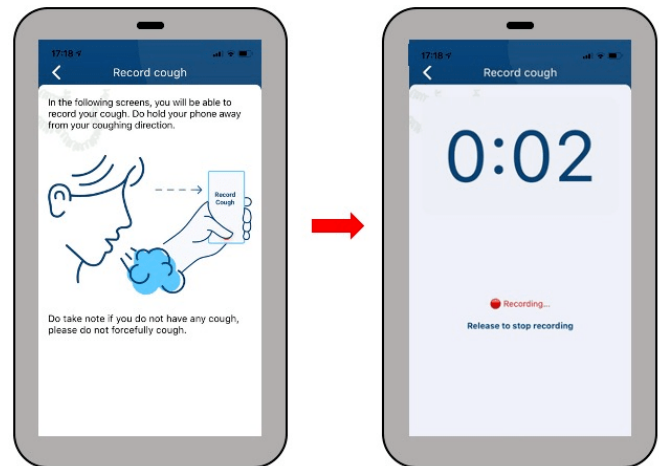 17:18
Record cough
In the following screens, you will be able to
record your cough. Do hold your phone away
from your coughing direction.
Record
Cough
Do take note if you do not have any cough,
please do not forcefully cough.
17:18
Record cough
0:02
Recording...
Release to stop recording